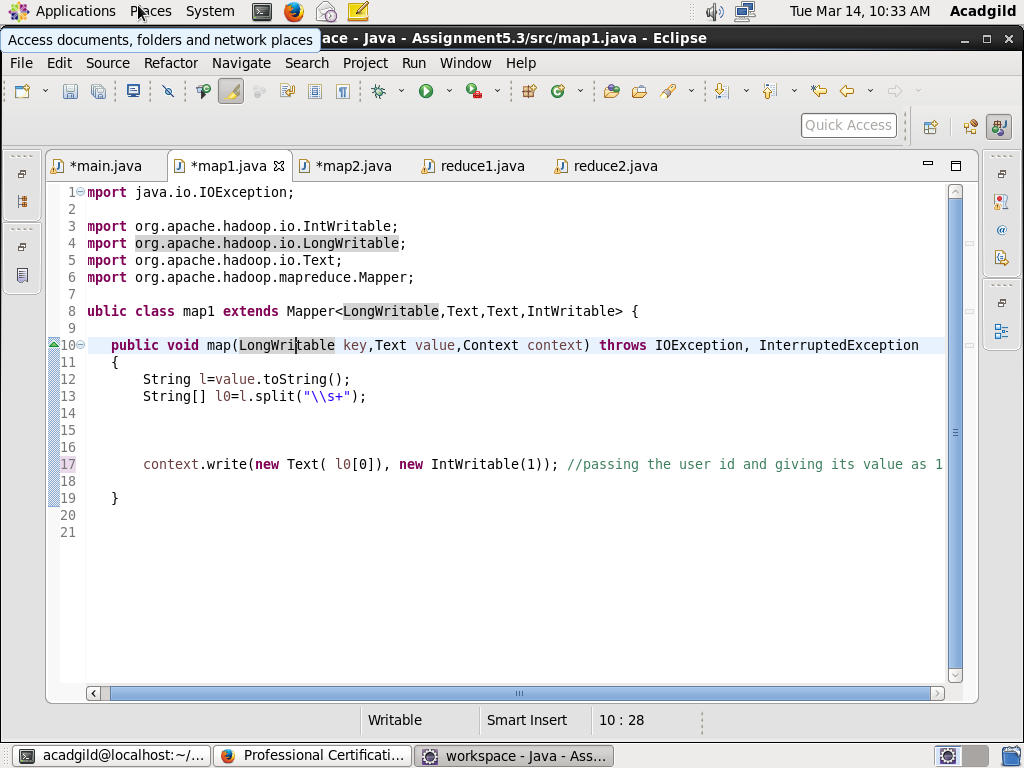 Applications Places System Tue Mar 14, 10:33 AM Acadgild
Access documents, folders and network places
ace - Java - Assignment5.3/src/map1.java - Eclipse
File Edit Source Refactor Navigate Search Project Run Window Help
Quick Access
*main.java *map1.java *map2.java reduce1.java reduce2.java
1 mport java.io.IOException;
2
3 mport org.apache.hadoop.io.IntWritable;
4 mport org.apache.hadoop.io.LongWritable;
5 mport org.apache.hadoop.io.Text;
6 mport org.apache.hadoop.mapreduce.Mapper;
7
8 ublic class map1 extends Mapper<LongWritable,Text,Text,IntWritable> {
9
10 public void map(LongWritable key,Text value,Context context) throws IOException, InterruptedException
11 {
12 String l=value.toString();
13 String[] l0=l.split("\\s+");
14
15
16
17 context.write(new Text( l0[0]), new IntWritable(1)); //passing the user id and giving its value as 1
18
19 }
20
21
Writable Smart Insert 10 : 28
acadgild@localhost:~/... Professional Certificati... workspace - Java - Ass...